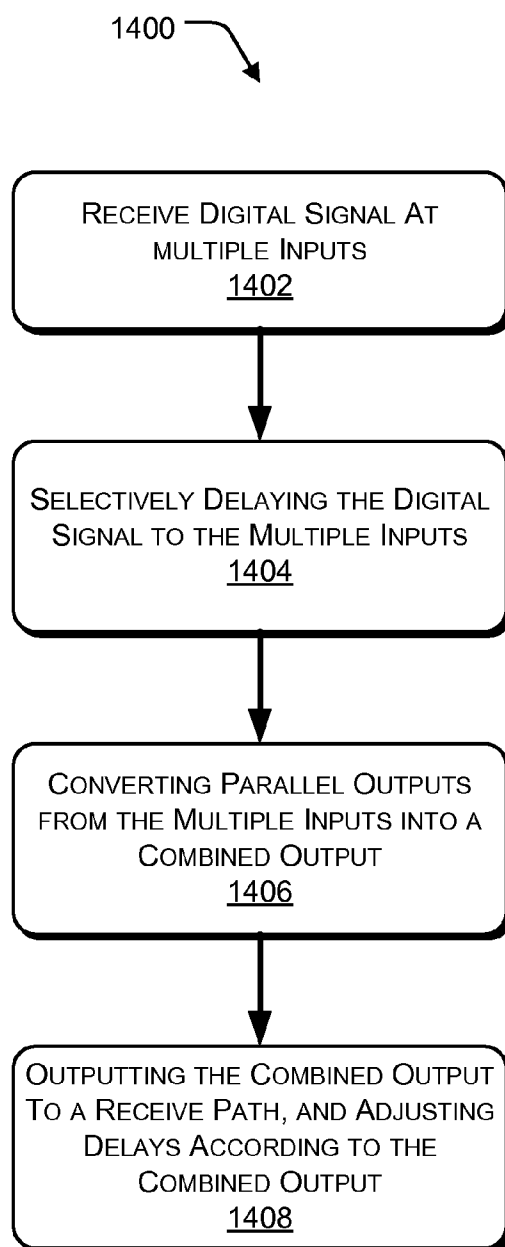 1400
RECEIVE DIGITAL SIGNAL AT
MULTIPLE INPUTS
1402
SELECTIVELY DELAYING THE DIGITAL
SIGNAL TO THE MULTIPLE INPUTS
1404
CONVERTING PARALLEL OUTPUTS
FROM THE MULTIPLE INPUTS INTO A
COMBINED OUTPUT
1406
OUTPUTTING THE COMBINED OUTPUT
TO A RECEIVE PATH, AND ADJUSTING
DELAYS ACCORDING TO THE
COMBINED OUTPUT
1408